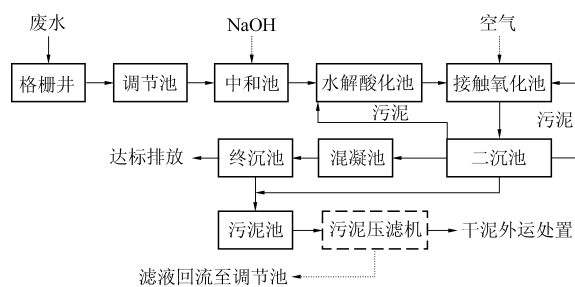 废水
NaOH
空气
格栅井
调节池
中和池
水解酸化池
接触氧化池
污泥
污泥
达标排放
终沉池
混凝池
二沉池
污泥池
污泥压滤机
干泥外运处置
滤液回流至调节池